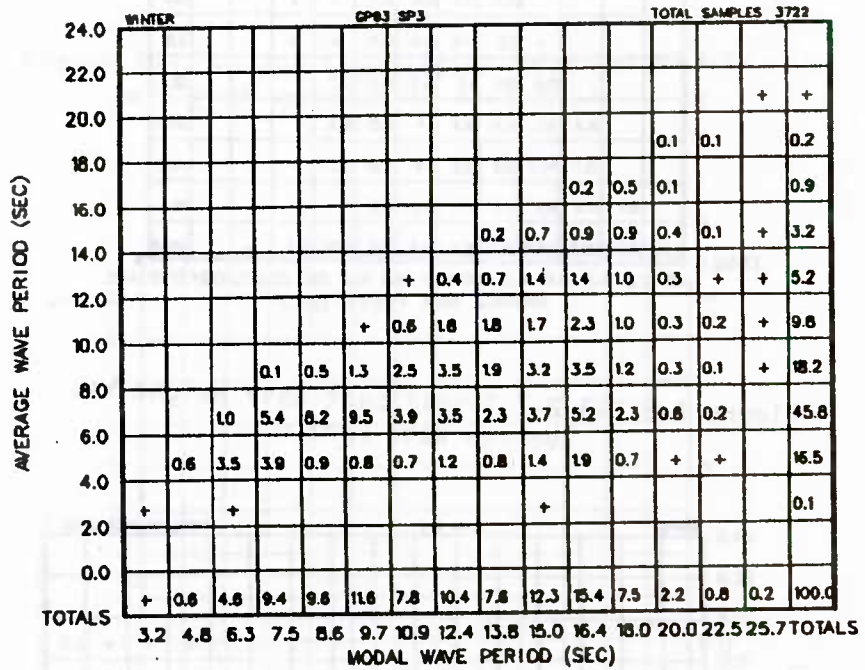 WINTER GP83 SP3 TOTAL SAMPLES 3722
24.0
22.0
+ +
20.0
0.1 0.1 0.2
18.0
0.2 0.5 0.1 0.9
16.0
0.2 0.7 0.9 0.9 0.4 0.1 + 3.2
14.0
+ 0.4 0.7 1.4 1.4 1.0 0.3 + + 5.2
12.0
+ 0.6 1.8 1.8 1.7 2.3 1.0 0.3 0.2 + 9.8
10.0
0.1 0.5 1.3 2.5 3.5 1.9 3.2 3.5 1.2 0.3 0.1 + 18.2
8.0
1.0 5.4 8.2 9.5 3.9 3.5 2.3 3.7 5.2 2.3 0.6 0.2 45.8
6.0
0.6 3.5 3.9 0.9 0.8 0.7 1.2 0.8 1.4 1.9 0.7 + + 16.5
4.0
+ + + 0.1
2.0
0.0
TOTALS + 0.6 4.6 9.4 9.6 11.6 7.8 10.4 7.6 12.3 15.4 7.5 2.2 0.8 0.2 100.0
3.2 4.8 6.3 7.5 8.6 9.7 10.9 12.4 13.8 15.0 16.4 18.0 20.0 22.5 25.7 TOTALS
MODAL WAVE PERIOD (SEC)
AVERAGE WAVE PERIOD (SEC)